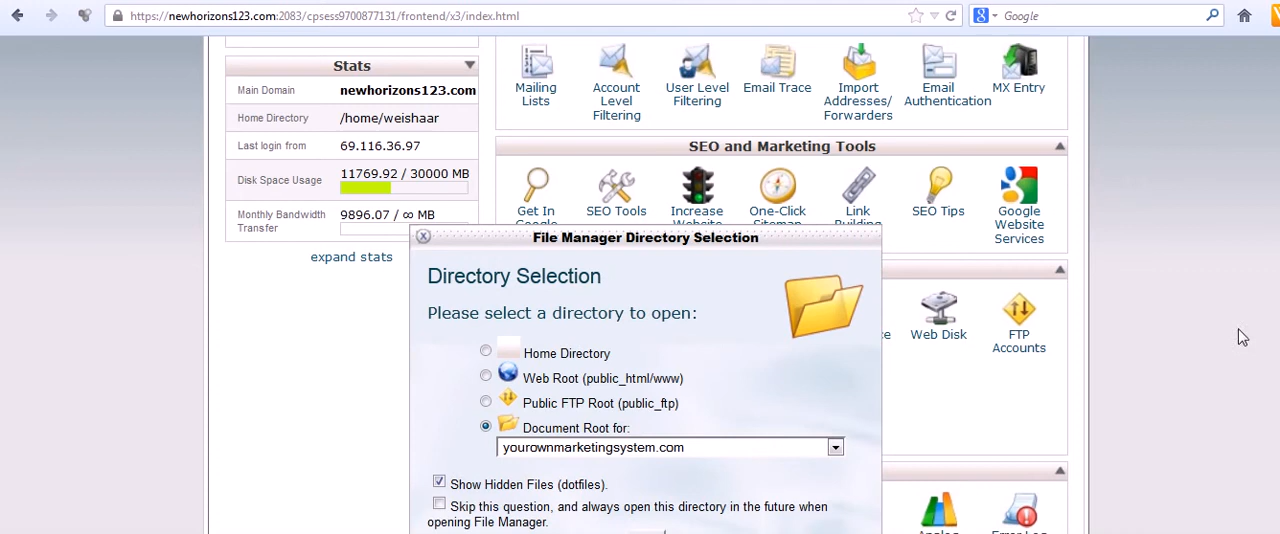 https://newhorizons123.com:2083/cpsess9700877131/frontend/x3/index.html
Google
Stats
Main Domain newhorizons123.com
Home Directory /home/weishaar
Last login from 69.116.36.97
Disk Space Usage 11769.92 / 30000 MB
Monthly Bandwidth Transfer 9896.07 / ∞ MB
expand stats
Mailing Lists
Account Level Filtering
User Level Filtering
Email Trace
Import Addresses/ Forwarders
Email Authentication
MX Entry
SEO and Marketing Tools
Get In Google
SEO Tools
Increase Website
One-Click Sitemap
Link Building
SEO Tips
Google Website Services
Web Disk
FTP Accounts
File Manager Directory Selection
Directory Selection
Please select a directory to open:
Home Directory
Web Root (public_html/www)
Public FTP Root (public_ftp)
Document Root for:
yourownmarketingsystem.com
Show Hidden Files (dotfiles).
Skip this question, and always open this directory in the future when
opening File Manager.